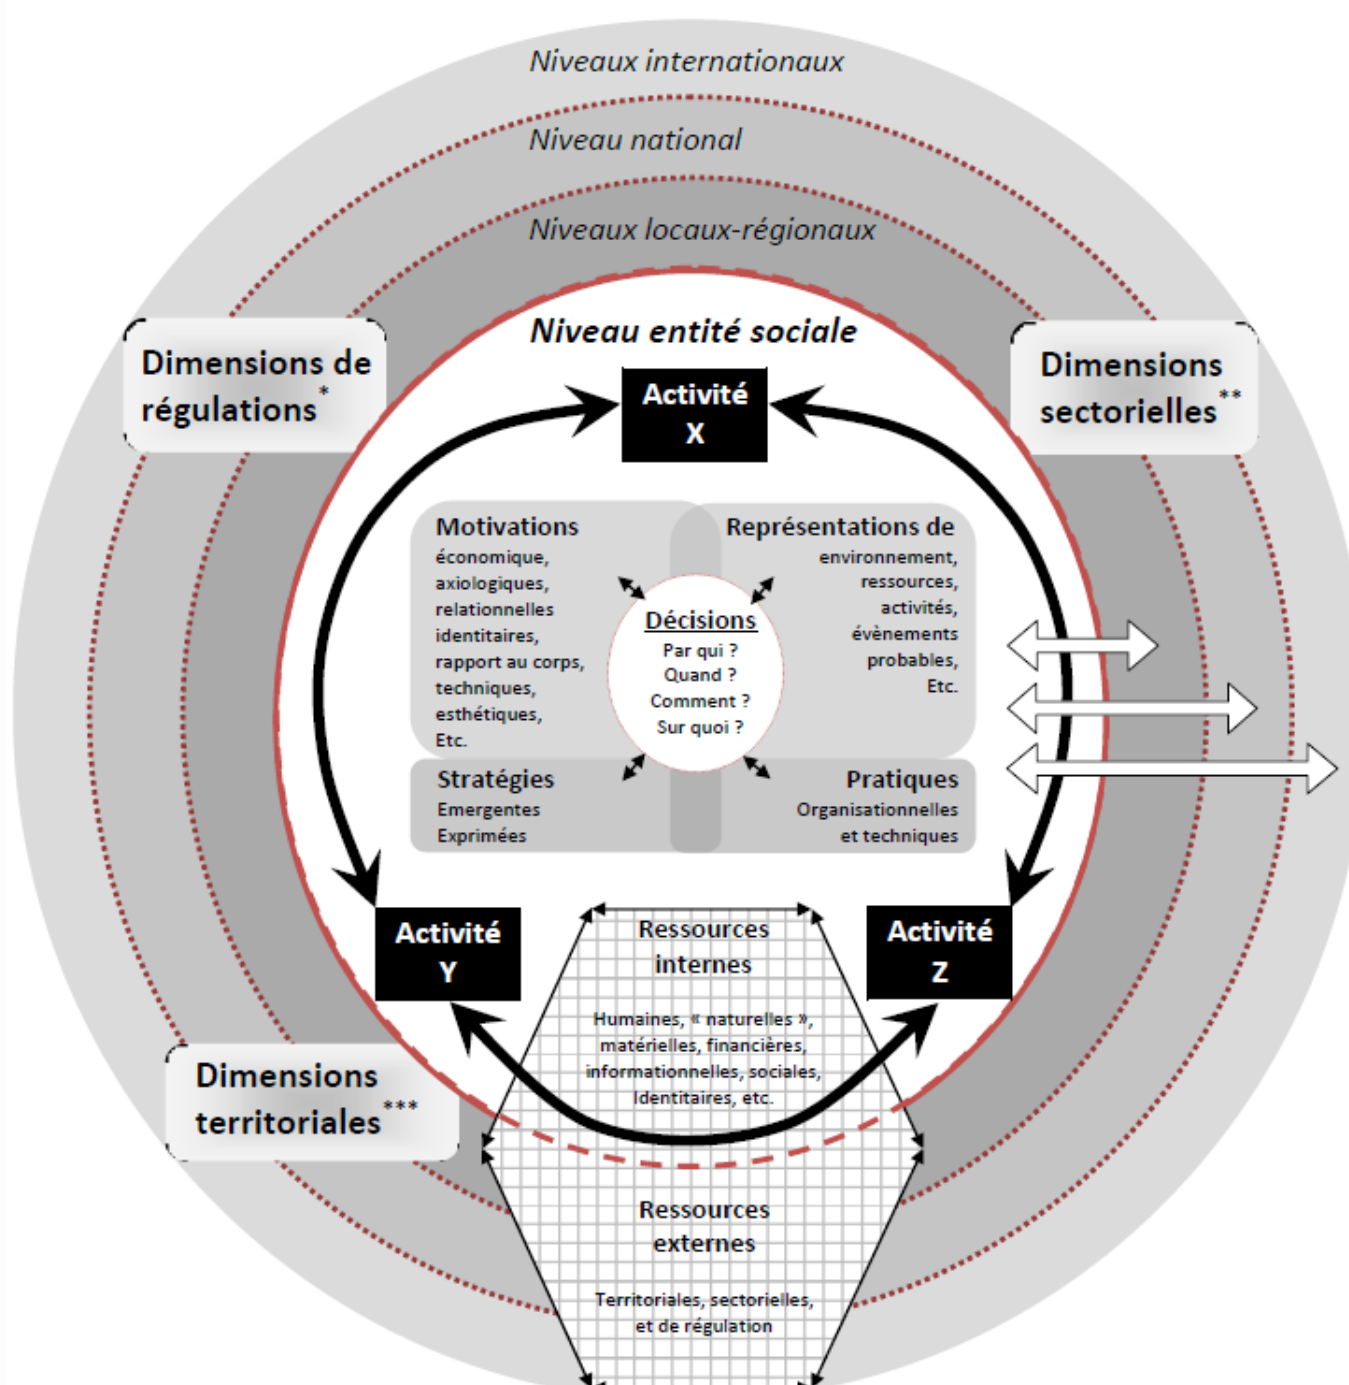 Niveaux internationaux
Niveau national
Niveaux locaux-régionaux
Niveau entité sociale
Dimensions de
régulations*
Dimensions
sectorielles**
Activité
X
Motivations
économique,
axiologiques,
relationnelles
identitaires,
rapport au corps,
techniques,
esthétiques,
Etc.
Représentations de
environnement,
ressources,
activités,
évènements
probables,
Etc.
Décisions
Par qui ?
Quand ?
Comment ?
Sur quoi ?
Stratégies
Emergentes
Exprimées
Pratiques
Organisationnelles
et techniques
Activité
Y
Ressources
internes
Humaines, « naturelles »,
matérielles, financières,
informationnelles, sociales,
Identitaires, etc.
Activité
Z
Dimensions
territoriales***
Ressources
externes
Territoriales, sectorielles,
et de régulation